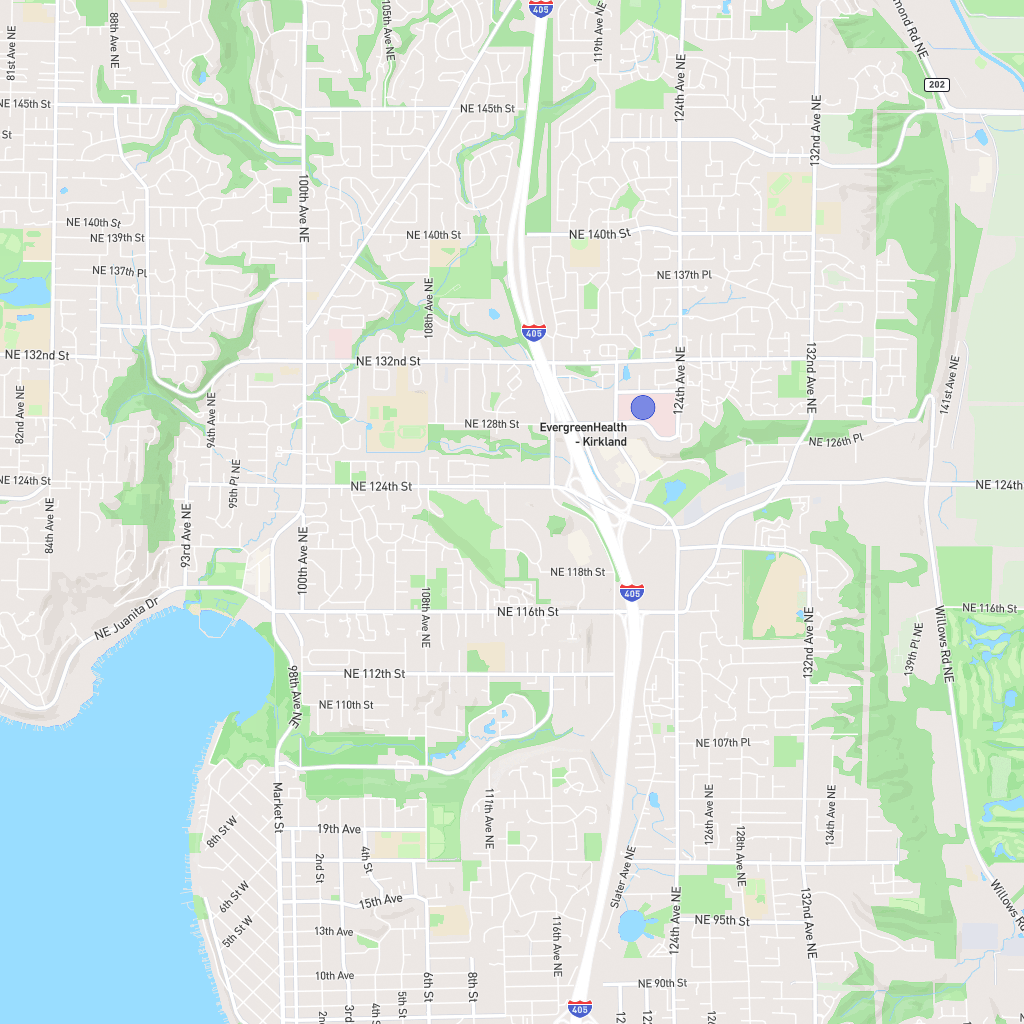 405
88th Ave NE
105th Ave NE
119th Ave NE
81st Ave NE
124th Ave NE
202
NE 145th St
NE 145th St
132nd Ave NE
St
100th Ave NE
NE 140th St
NE 139th St
NE 140th St
NE 140th St
NE 137th Pl
NE 137th Pl
108th Ave NE
405
NE 132nd St
NE 132nd St
124th Ave NE
132nd Ave NE
141st Ave NE
82nd Ave NE
94th Ave NE
NE 128th St
EvergreenHealth
- Kirkland
NE 126th Pl
95th Pl NE
NE 124th St
NE 124th St
NE 124th
84th Ave NE
93rd Ave NE
100th Ave NE
NE 118th St
405
108th Ave NE
NE 116th St
NE 116th St
NE Juanita Dr
132nd Ave NE
139th Pl NE
Willows Rd NE
NE 112th St
98th Ave NE
NE 110th St
NE 107th Pl
Market St
111th Ave NE
126th Ave NE
134th Ave NE
8th St W
19th Ave
4th St
2nd St
128th Ave NE
Slater Ave NE
6th St W
15th Ave
124th Ave NE
NE 95th St
132nd Ave NE
Willows Rd
5th St W
13th Ave
116th Ave NE
10th Ave
6th St
8th St
NE 90th St
5th St
405